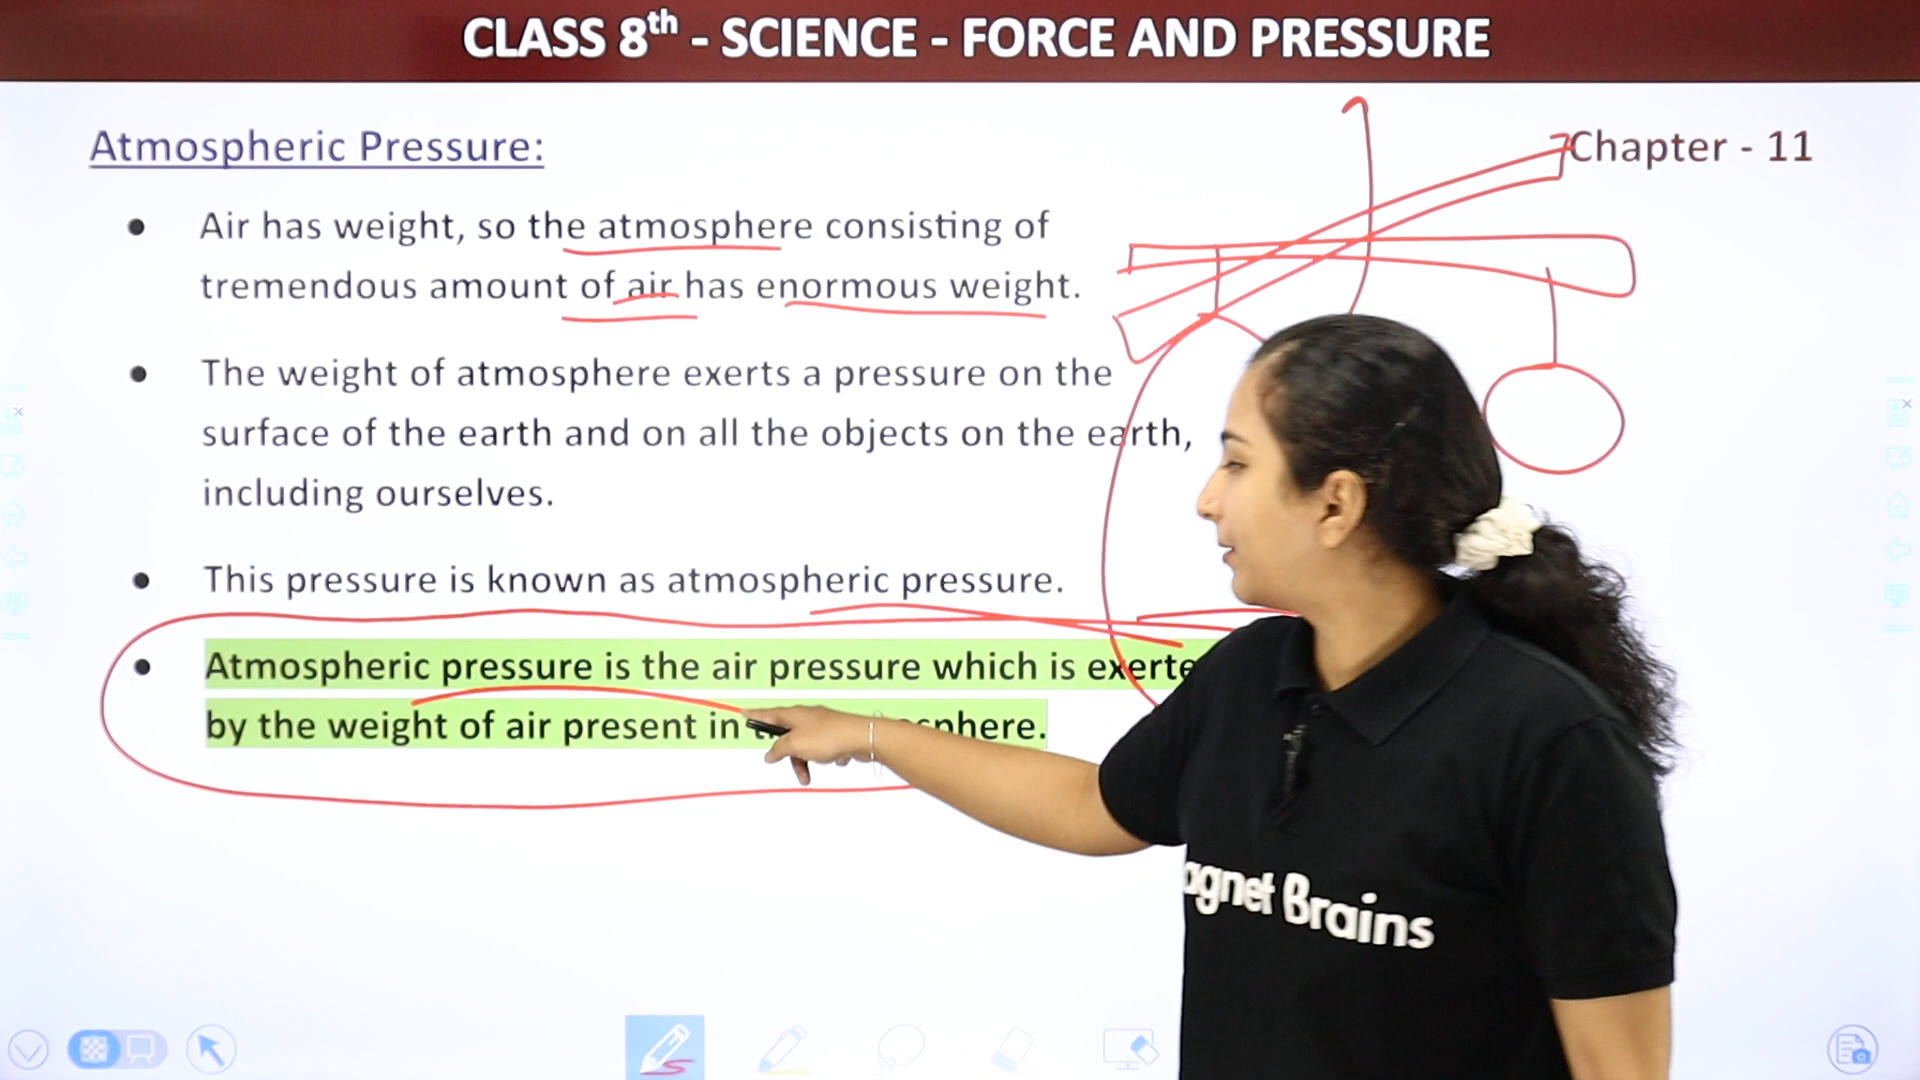 CLASS 8th - SCIENCE - FORCE AND PRESSURE
Atmospheric Pressure:
Chapter - 11
Air has weight, so the atmosphere consisting of
tremendous amount of air has enormous weight.
The weight of atmosphere exerts a pressure on the
surface of the earth and on all the objects on the earth,
including ourselves.
This pressure is known as atmospheric pressure.
Atmospheric pressure is the air pressure which is exerte
by the weight of air present in sphere.
agnet Brains